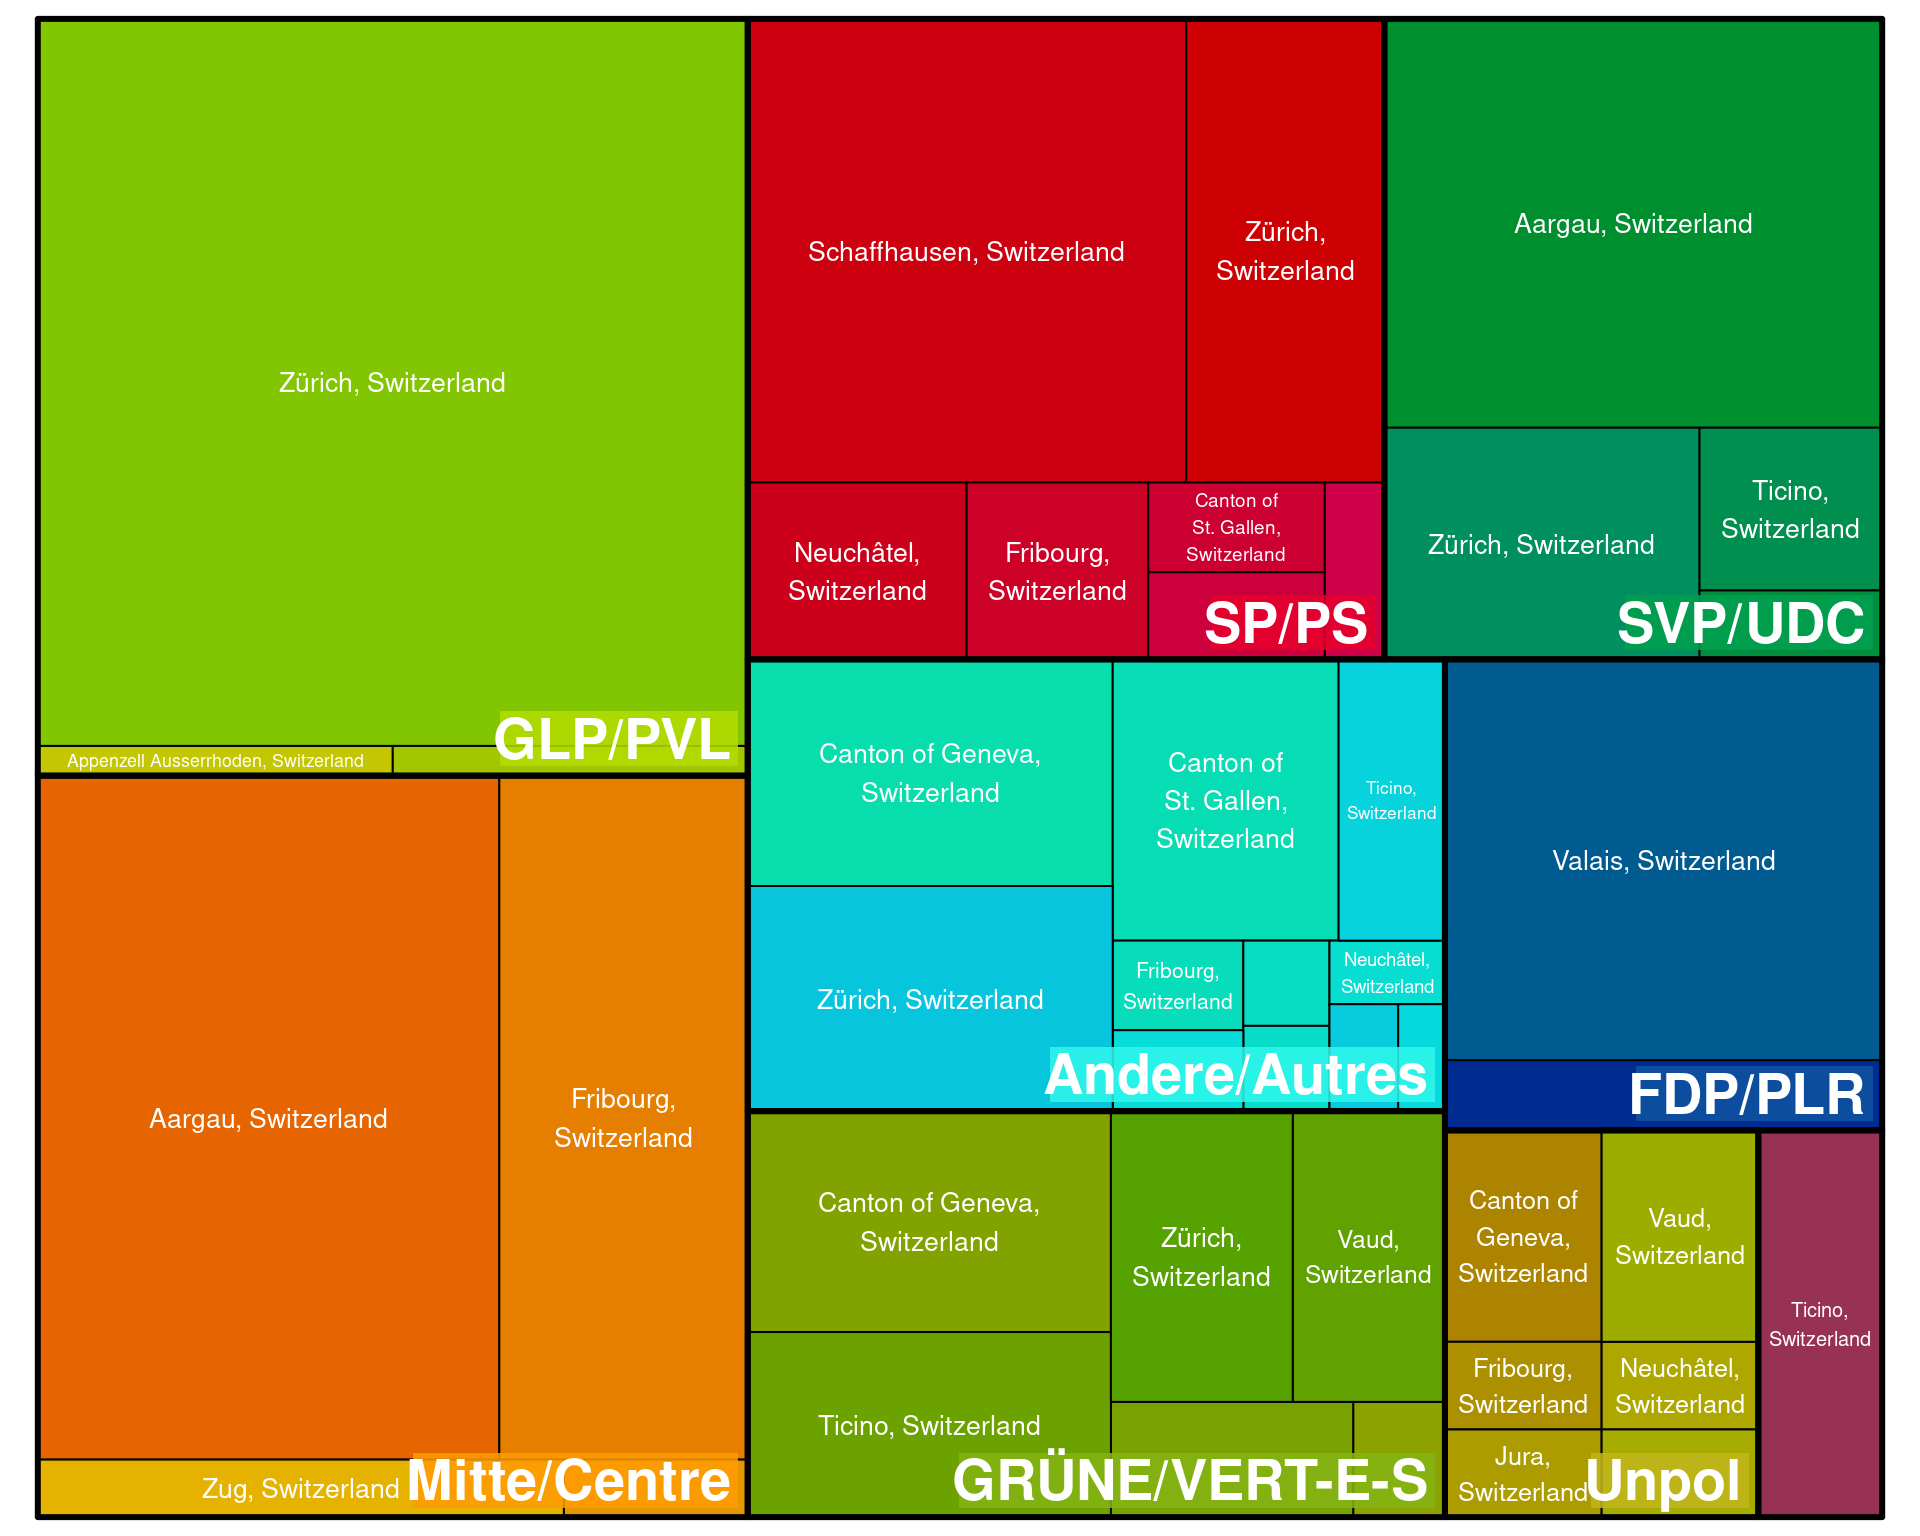 Zürich, Switzerland
Appenzell Ausserrhoden, Switzerland
GLP/PVL
Aargau, Switzerland
Fribourg,
Switzerland
Zug, Switzerland
Mitte/Centre
Schaffhausen, Switzerland
Zürich,
Switzerland
Neuchâtel,
Switzerland
Fribourg,
Switzerland
Canton of
St. Gallen,
Switzerland
SP/PS
Aargau, Switzerland
Zürich, Switzerland
Ticino,
Switzerland
SVP/UDC
Canton of Geneva,
Switzerland
Canton of
St. Gallen,
Switzerland
Ticino,
Switzerland
Zürich, Switzerland
Fribourg,
Switzerland
Neuchâtel,
Switzerland
Andere/Autres
Valais, Switzerland
FDP/PLR
Canton of Geneva,
Switzerland
Zürich,
Switzerland
Vaud,
Switzerland
Ticino, Switzerland
GRÜNE/VERT-E-S
Canton of
Geneva,
Switzerland
Vaud,
Switzerland
Fribourg,
Switzerland
Neuchâtel,
Switzerland
Jura,
Switzerland
Unpol
Ticino,
Switzerland